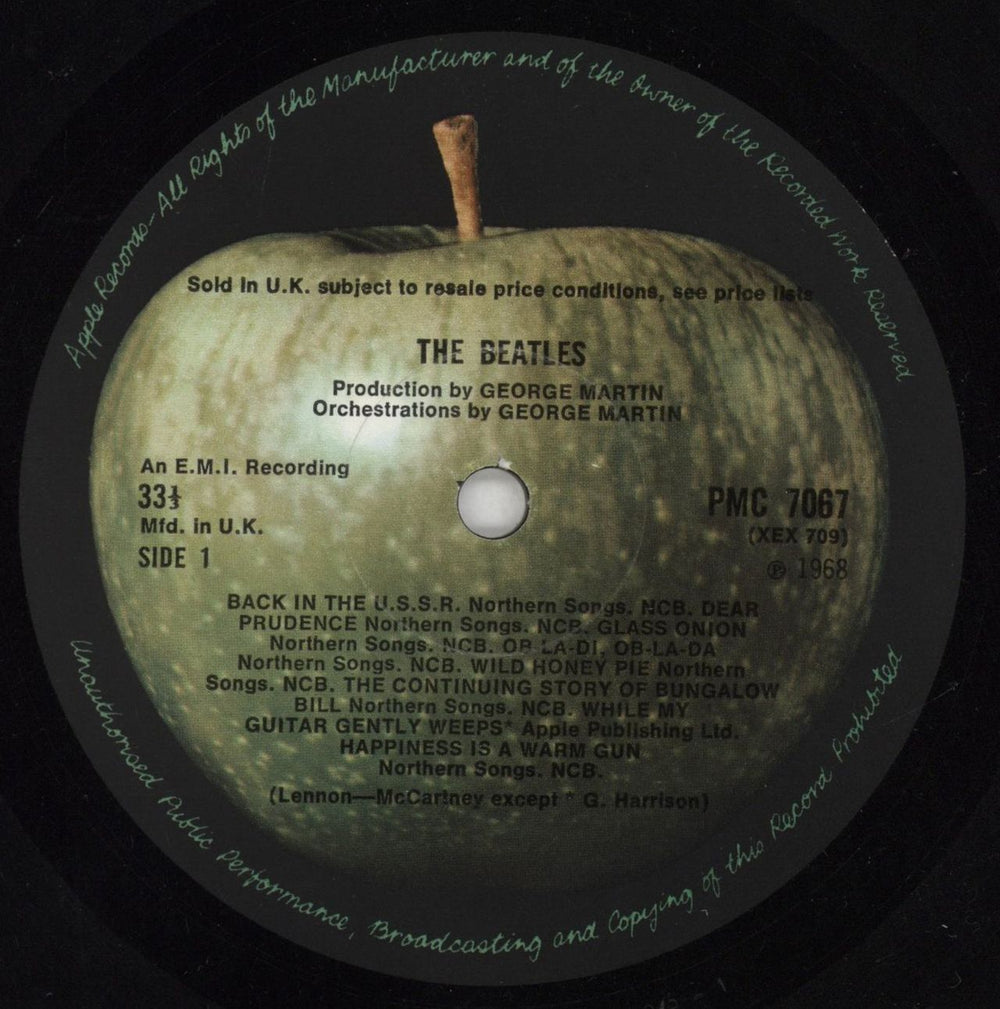 Apple Records - All Rights of the Manufacturer and of the Owner of the Recorded Work Reserved
Sold in U.K. subject to resale price conditions, see price lists
THE BEATLES
Production by GEORGE MARTIN
Orchestrations by GEORGE MARTIN
An E.M.I. Recording
33⅓
Mfd. in U.K.
SIDE 1
PMC 7067
(XEX 709)
℗ 1968
BACK IN THE U.S.S.R. Northern Songs. NCB. DEAR
PRUDENCE Northern Songs. NCB. GLASS ONION
Northern Songs. NCB. OB LA-DI, OB-LA-DA
Northern Songs. NCB. WILD HONEY PIE Northern
Songs. NCB. THE CONTINUING STORY OF BUNGALOW
BILL Northern Songs. NCB. WHILE MY
GUITAR GENTLY WEEPS* Apple Publishing Ltd.
HAPPINESS IS A WARM GUN
Northern Songs. NCB.
(Lennon—McCartney except * G. Harrison)
Unauthorised Public Performance, Broadcasting and Copying of this Record Prohibited